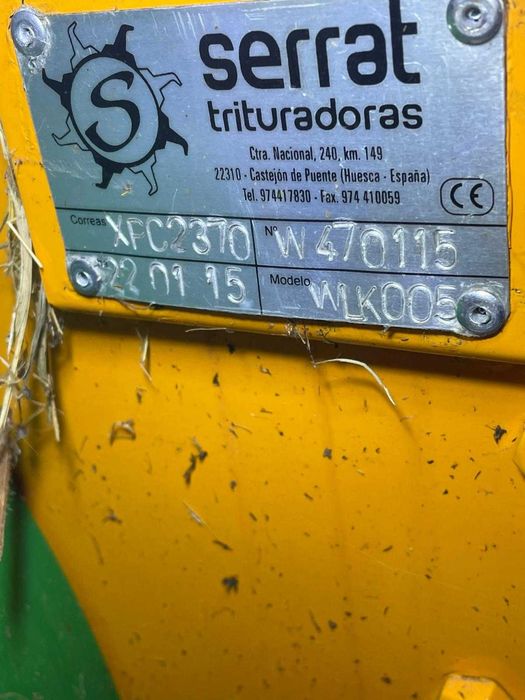 S
serrat
trituradoras
Ctra. Nacional, 240, km. 149
22310 - Castejón de Puente (Huesca - España)
Tel. 974417830 - Fax. 974 410059
CE
Correas XPC2370 Nº W470115
22 01 15 Modelo WLK005